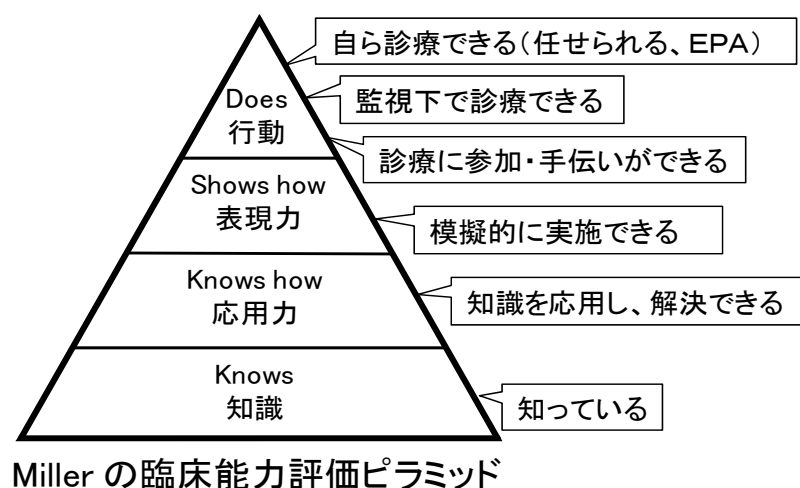 自ら診療できる（任せられる、ＥＰＡ）
Does
行動
監視下で診療できる
診療に参加・手伝いができる
Shows how
表現力
模擬的に実施できる
Knows how
応用力
知識を応用し、解決できる
Knows
知識
知っている
Miller の臨床能力評価ピラミッド